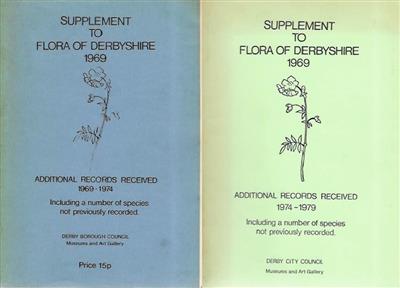 SUPPLEMENT
TO
FLORA OF DERBYSHIRE
1969
ADDITIONAL RECORDS RECEIVED
1969 - 1974
Including a number of species
not previously recorded.
DERBY BOROUGH COUNCIL
Museums and Art Gallery
Price 15p
SUPPLEMENT
TO
FLORA OF DERBYSHIRE
1969
ADDITIONAL RECORDS RECEIVED
1974 - 1979
Including a number of species
not previously recorded.
DERBY CITY COUNCIL
Museums and Art Gallery